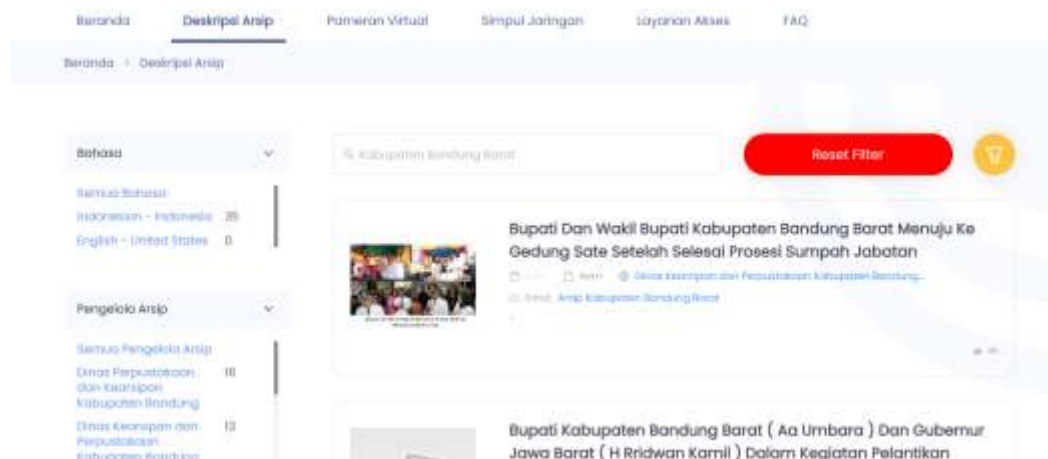 Beranda Deskripsi Arsip Pameran Virtual Simpul Jaringan Layanan Akses FAQ
Beranda > Deskripsi Arsip
Bahasa
Kabupaten Bandung Barat
Reset Filter
Semua Bahasa
Indonesian - Indonesia 35
English - United States 0
Bupati Dan Wakil Bupati Kabupaten Bandung Barat Menuju Ke
Gedung Sate Setelah Selesai Prosesi Sumpah Jabatan
Dinas Kearsipan dan Perpustakaan Kabupaten Bandung...
Arsip Kabupaten Bandung Barat
Pengelola Arsip
Semua Pengelola Arsip
Dinas Perpustakaan 16
dan Kearsipan
Kabupaten Bandung
Dinas Kearsipan dan 13
Perpustakaan
Kabupaten Bandung
Bupati Kabupaten Bandung Barat ( Aa Umbara ) Dan Gubernur
Jawa Barat ( H Rridwan Kamil ) Dalam Kegiatan Pelantikan